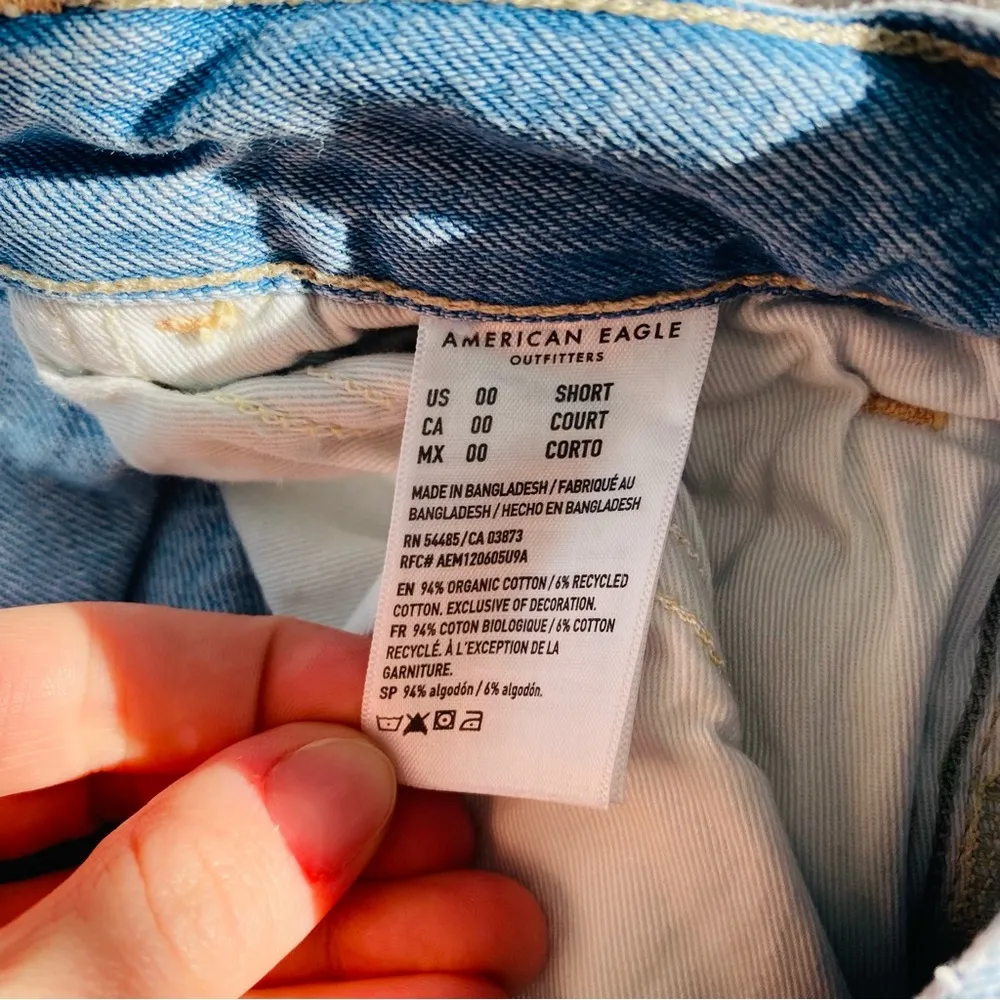 AMERICAN EAGLE
OUTFITTERS
US 00 SHORT
CA 00 COURT
MX 00 CORTO
MADE IN BANGLADESH / FABRIQUÉ AU
BANGLADESH / HECHO EN BANGLADESH
RN 54485/CA 03873
RFC# AEM120605U9A
EN 94% ORGANIC COTTON / 6% RECYCLED
COTTON. EXCLUSIVE OF DECORATION.
FR 94% COTON BIOLOGIQUE / 6% COTTON
RECYCLÉ. À L'EXCEPTION DE LA
GARNITURE.
SP 94% algodón / 6% algodón.